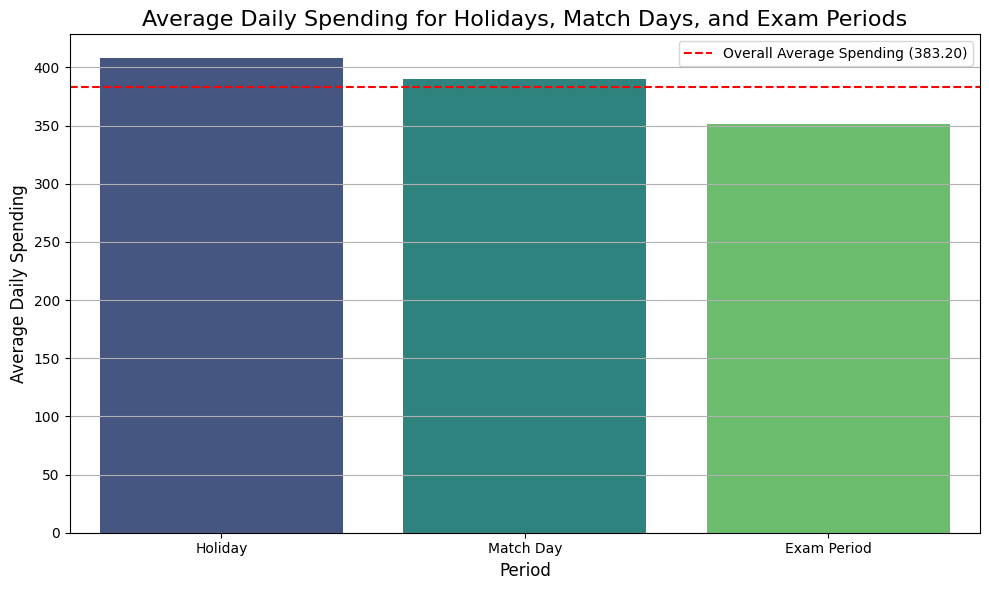 Average Daily Spending for Holidays, Match Days, and Exam Periods
Overall Average Spending (383.20)
Average Daily Spending
400
350
300
250
200
150
100
50
0
Holiday
Match Day
Exam Period
Period